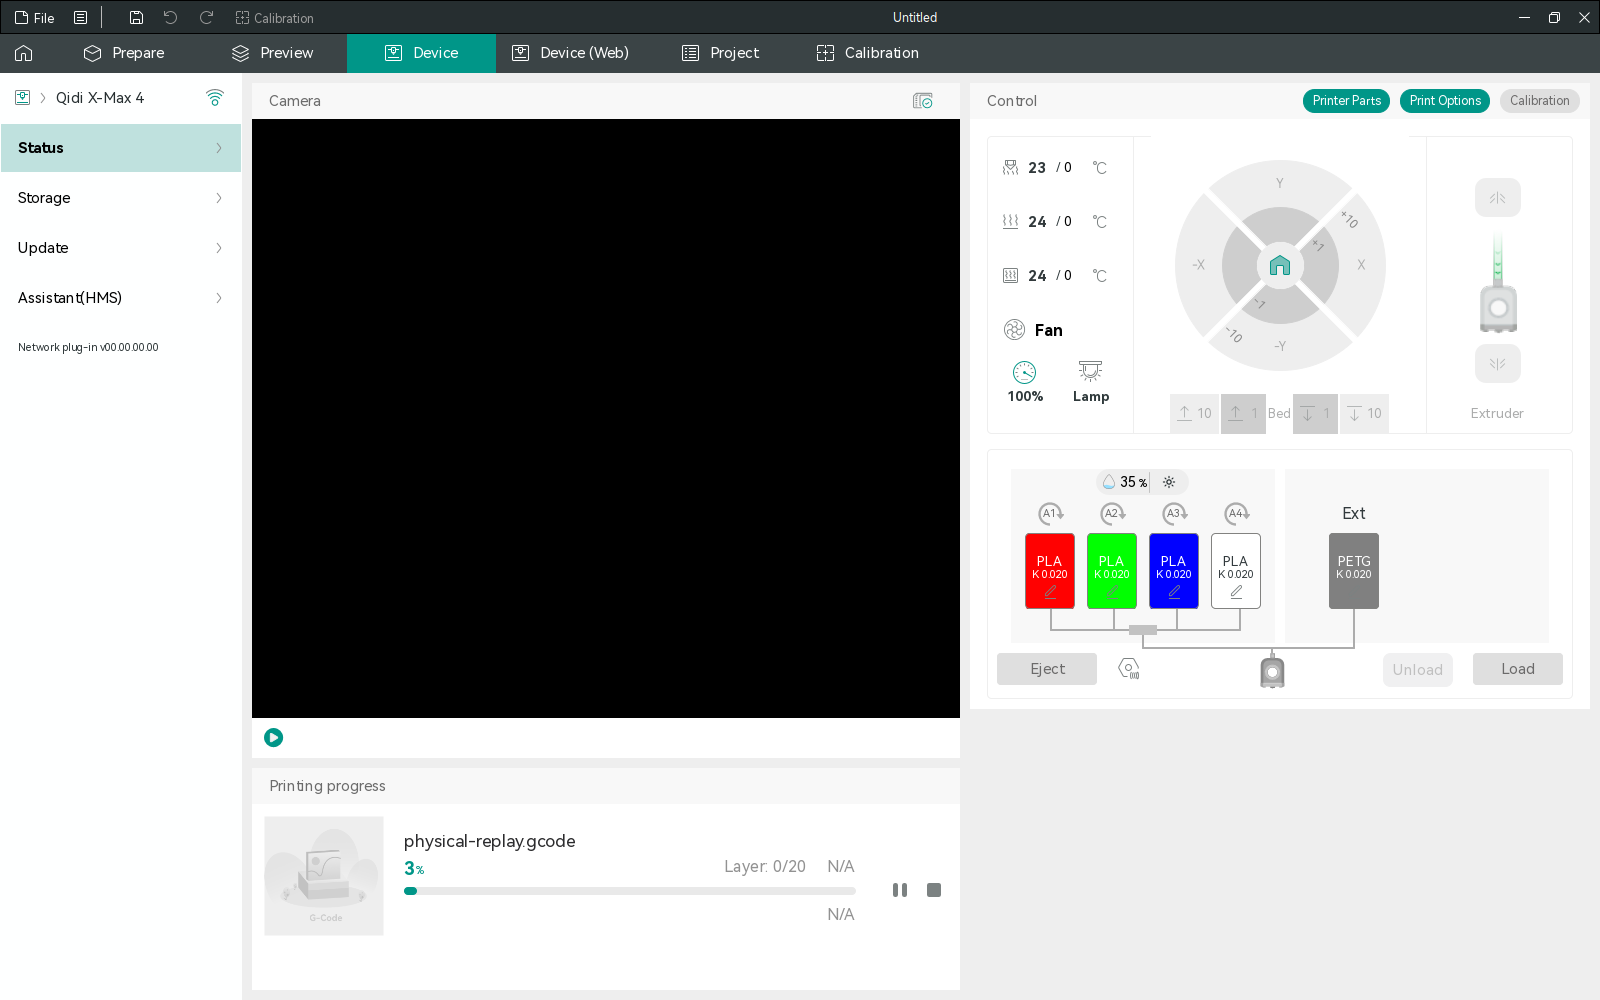 File
Calibration
Untitled
Prepare
Preview
Device
Device (Web)
Project
Calibration
Qidi X-Max 4
Status
Storage
Update
Assistant(HMS)
Network plug-in v00.00.00.00
Camera
Printing progress
physical-replay.gcode
3%
Layer: 0/20 N/A
N/A
G-Code
Control
Printer Parts
Print Options
Calibration
23 / 0 °C
24 / 0 °C
24 / 0 °C
Fan
100%
Lamp
Y
+10
+1
-X
X
-1
-10
-Y
10
1
Bed
1
10
Extruder
35 %
A1
A2
A3
A4
Ext
PLA
K 0.020
PLA
K 0.020
PLA
K 0.020
PLA
K 0.020
PETG
K 0.020
Eject
Unload
Load